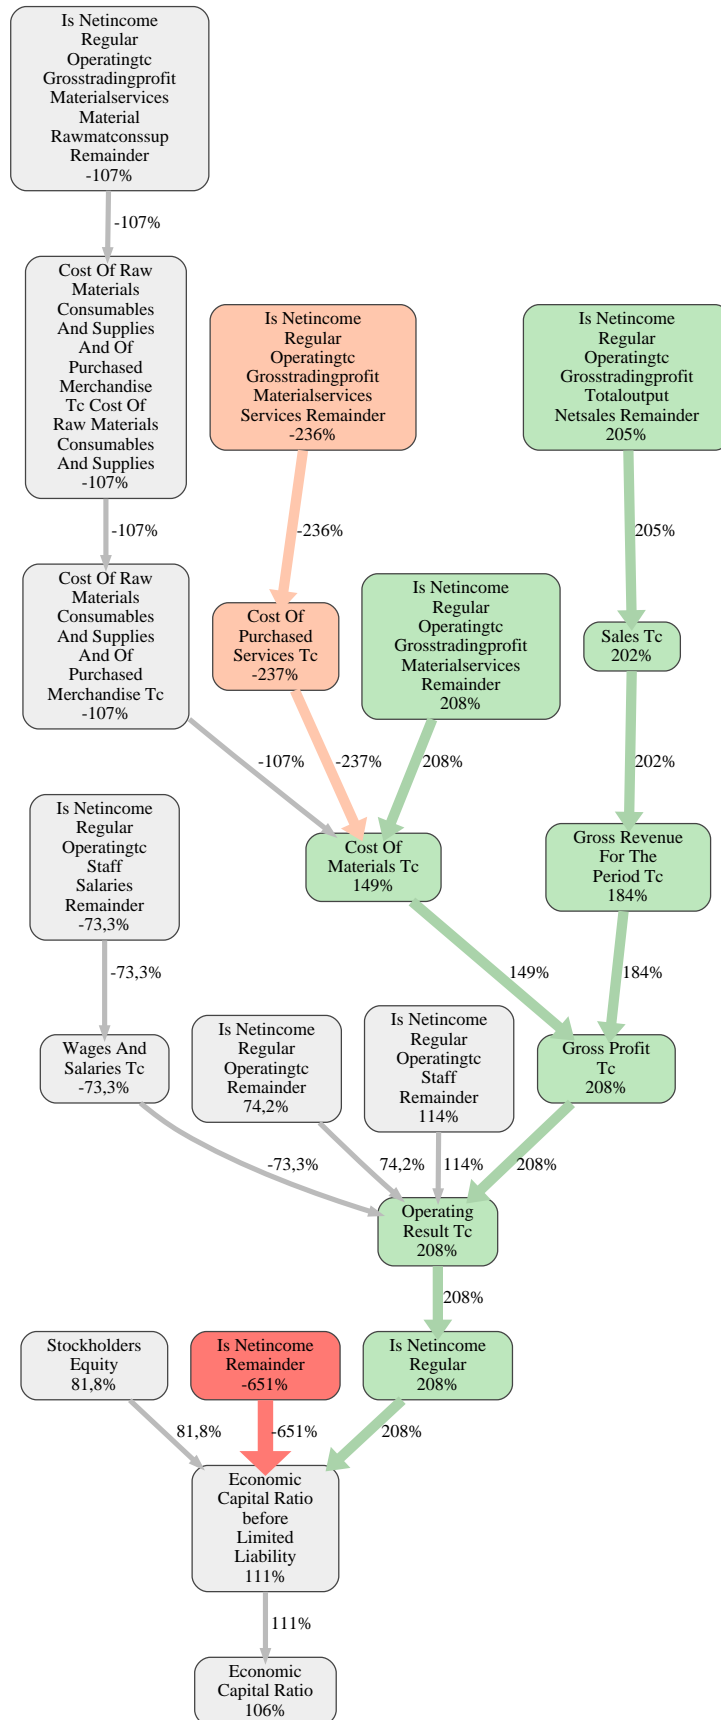 Is Netincome
Regular
Operatingtc
Grosstradingprofit
Materialservices
Material
Rawmatconssup
Remainder
-107%
-107%
Cost Of Raw
Materials
Consumables
And Supplies
And Of
Purchased
Merchandise
Tc Cost Of
Raw Materials
Consumables
And Supplies
-107%
Is Netincome
Regular
Operatingtc
Grosstradingprofit
Materialservices
Services Remainder
-236%
Is Netincome
Regular
Operatingtc
Grosstradingprofit
Totaloutput
Netsales Remainder
205%
-107%
-236%
205%
Cost Of Raw
Materials
Consumables
And Supplies
And Of
Purchased
Merchandise Tc
-107%
Cost Of
Purchased
Services Tc
-237%
Is Netincome
Regular
Operatingtc
Grosstradingprofit
Materialservices
Remainder
208%
Sales Tc
202%
-107%
-237%
208%
202%
Is Netincome
Regular
Operatingtc
Staff
Salaries
Remainder
-73,3%
Cost Of
Materials Tc
149%
Gross Revenue
For The
Period Tc
184%
-73,3%
149%
184%
Wages And
Salaries Tc
-73,3%
Is Netincome
Regular
Operatingtc
Remainder
74,2%
Is Netincome
Regular
Operatingtc
Staff
Remainder
114%
Gross Profit
Tc
208%
-73,3%
74,2%
114%
208%
Operating
Result Tc
208%
208%
Stockholders
Equity
81,8%
Is Netincome
Remainder
-651%
Is Netincome
Regular
208%
81,8%
-651%
208%
Economic
Capital Ratio
before
Limited
Liability
111%
111%
Economic
Capital Ratio
106%